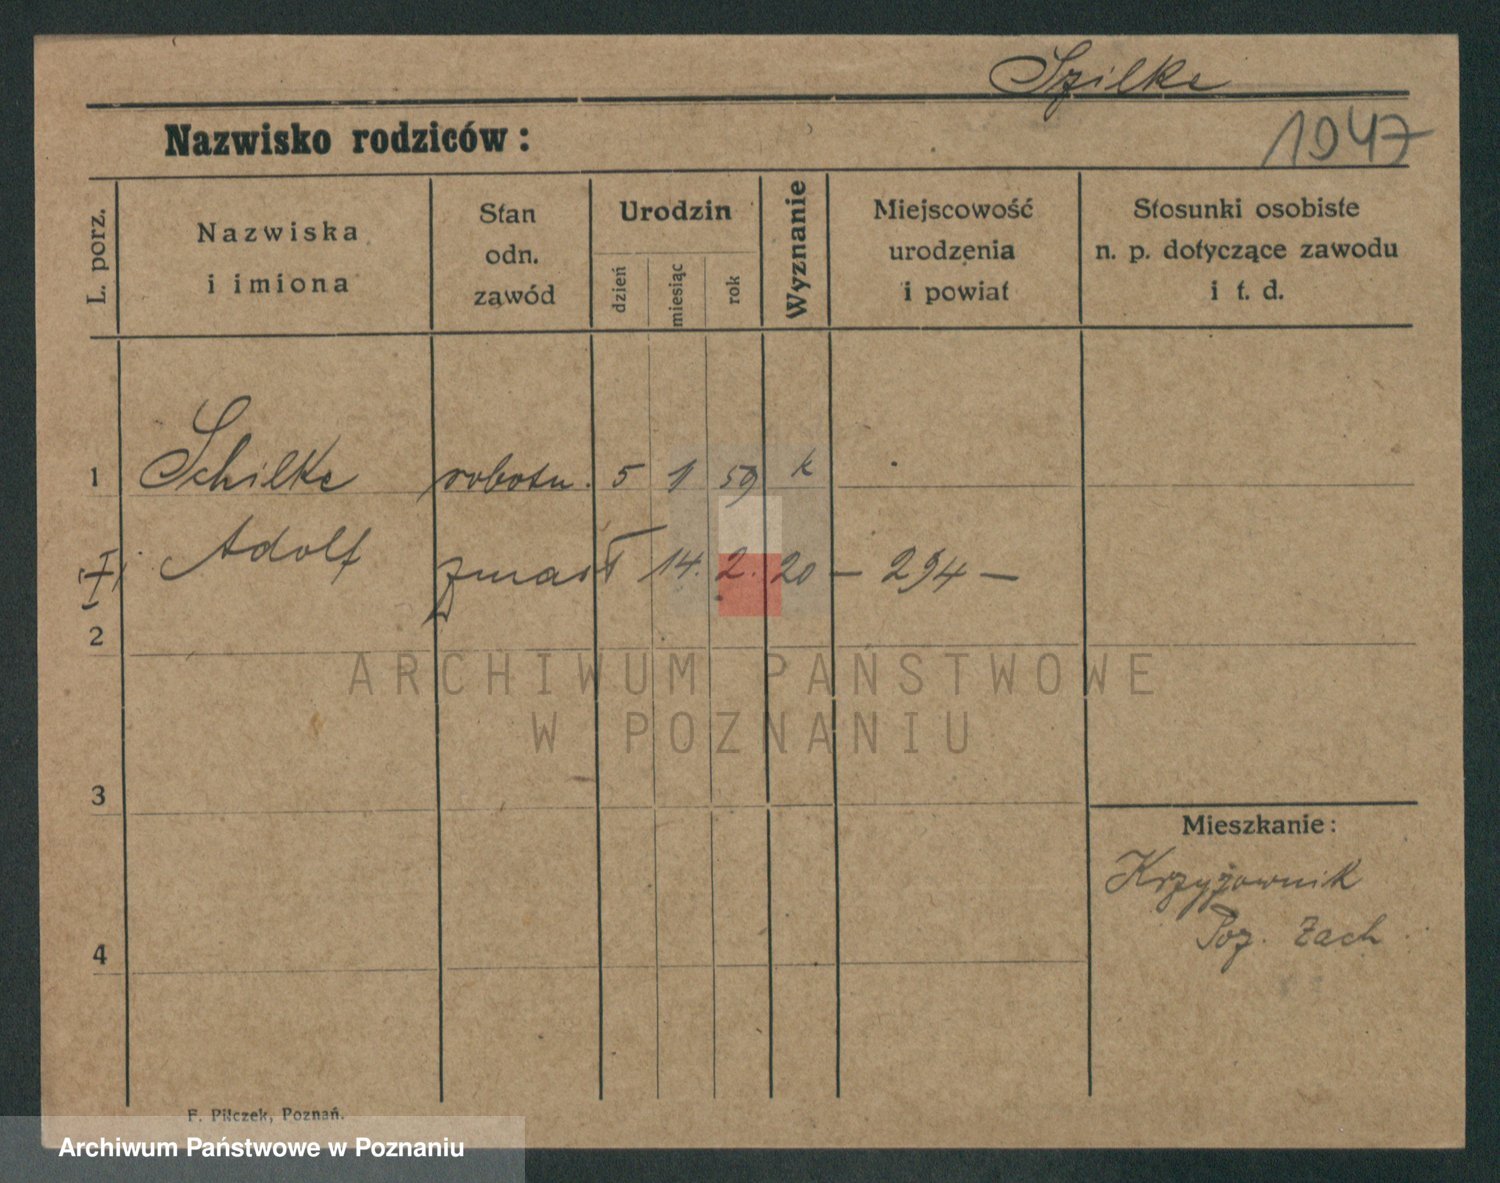 Szilke
1947
Nazwisko rodziców:
L. porz.
Nazwiska
i imiona
Stan
odn.
zawód
Urodzin
dzień
miesiąc
rok
Wyznanie
Miejscowość
urodzenia
i powiat
Stosunki osobiste
n. p. dotyczące zawodu
i t. d.
1 Schilke robotn. 5 1 59 k
Adolf zmarł 14. 2. 20 — 294 —
2
ARCHIWUM PAŃSTWOWE
W POZNANIU
3
Mieszkanie:
Krzyżownik
Poz. Zach
4
F. Pilczek, Poznań.
Archiwum Państwowe w Poznaniu